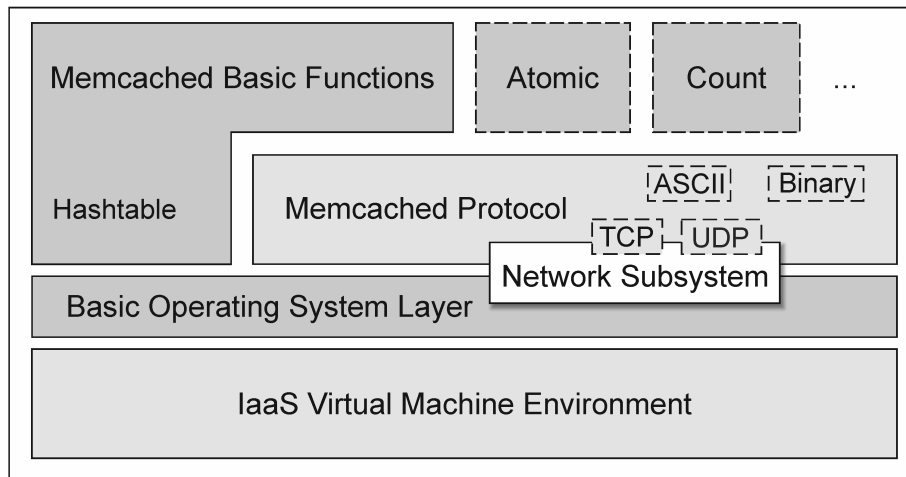 Memcached Basic Functions
Atomic
Count
...
Hashtable
Memcached Protocol
ASCII
Binary
TCP
UDP
Network Subsystem
Basic Operating System Layer
IaaS Virtual Machine Environment